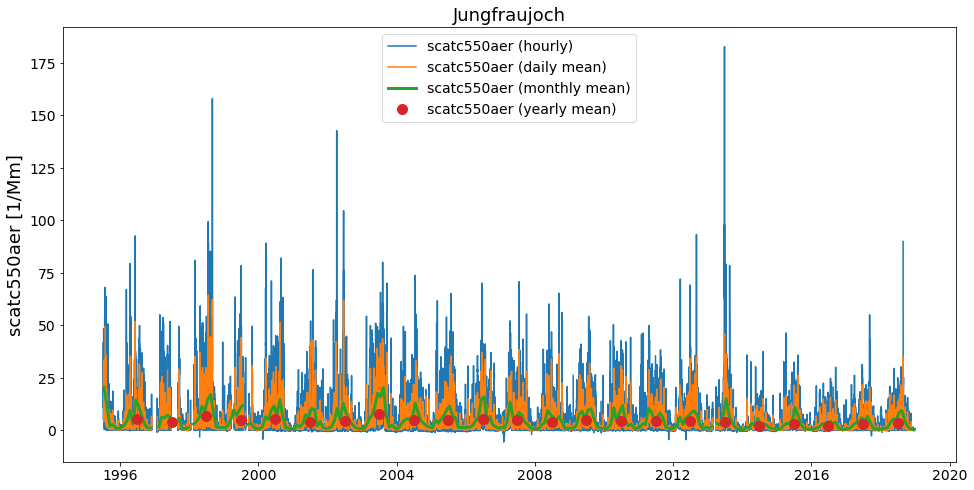 Jungfraujoch
scatc550aer (hourly)
scatc550aer (daily mean)
scatc550aer (monthly mean)
scatc550aer (yearly mean)
scatc550aer [1/Mm]
175
150
125
100
75
50
25
0
1996 2000 2004 2008 2012 2016 2020